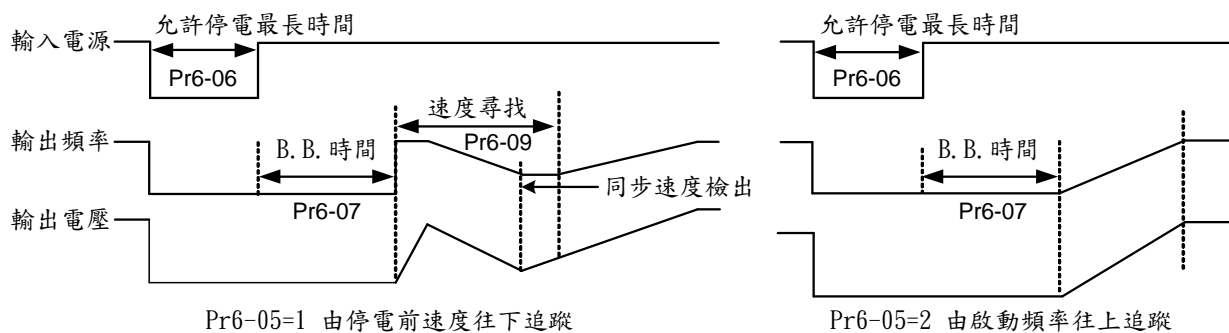 允許停電最長時間
輸入電源
Pr6-06
速度尋找
輸出頻率
Pr6-09
B.B.時間
同步速度檢出
Pr6-07
輸出電壓
Pr6-05=1 由停電前速度往下追蹤
允許停電最長時間
Pr6-06
B.B.時間
Pr6-07
Pr6-05=2 由啟動頻率往上追蹤